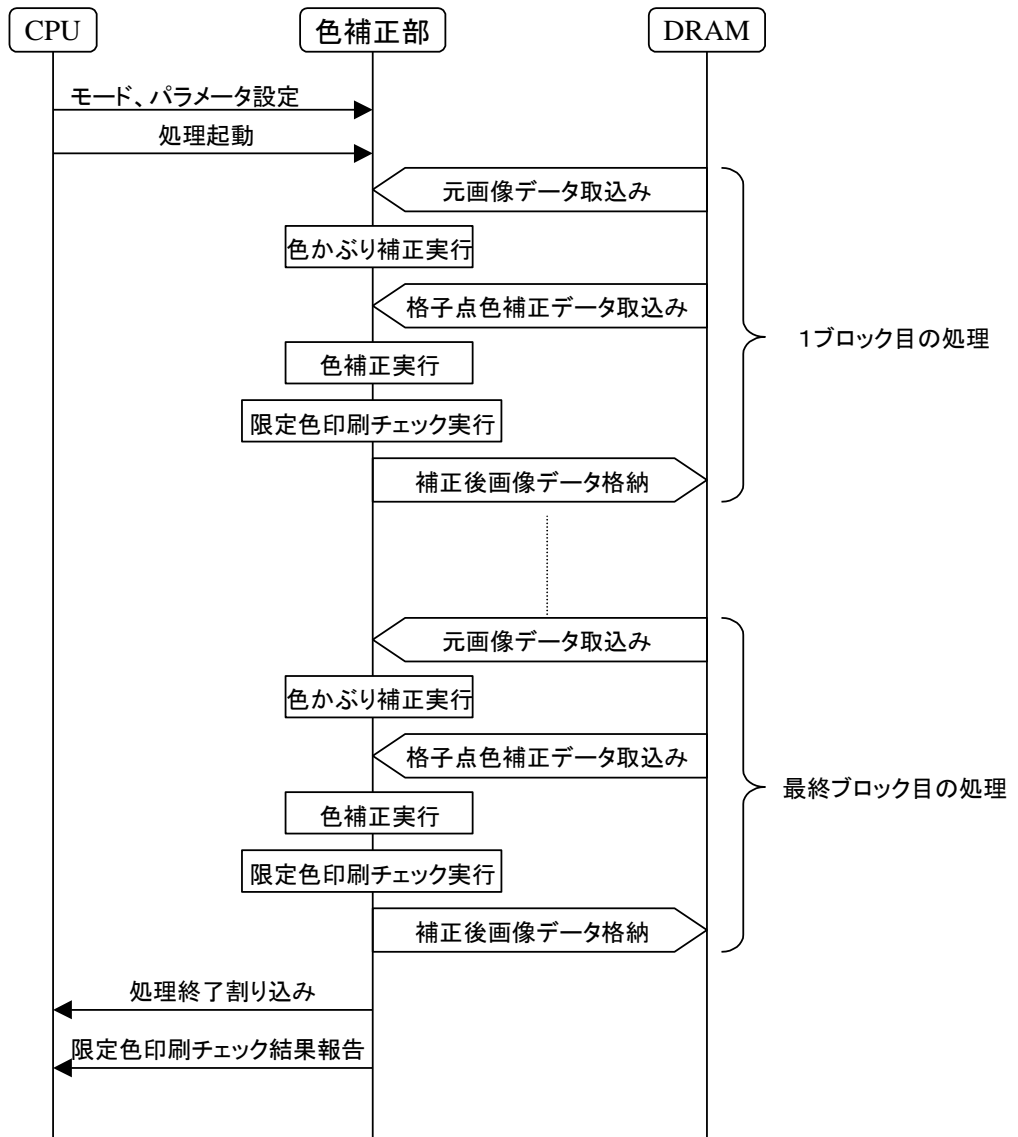 CPU
色補正部
DRAM
モード、パラメータ設定
処理起動
元画像データ取込み
色かぶり補正実行
格子点色補正データ取込み
1ブロック目の処理
色補正実行
限定色印刷チェック実行
補正後画像データ格納
元画像データ取込み
色かぶり補正実行
格子点色補正データ取込み
最終ブロック目の処理
色補正実行
限定色印刷チェック実行
補正後画像データ格納
処理終了割り込み
限定色印刷チェック結果報告